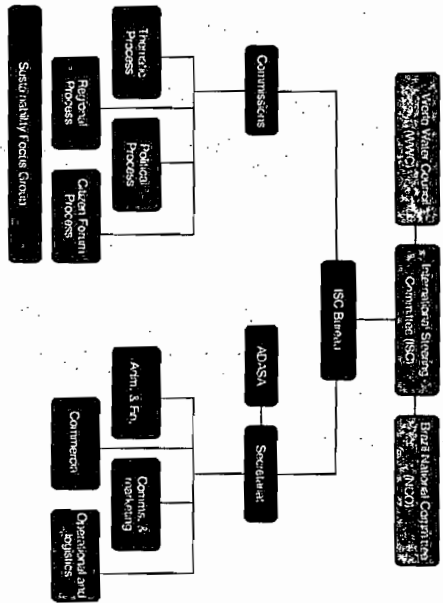 World Water Council
(MWC)
International Steering
Committee (ISC)
Brazil National Committee
(NCO)
ISC Bureau
Commissions
ADASA
Secretariat
Thematic
Process
Political
Process
Regional
Process
Citizen Forum
Process
Sustainability Focus Group
Adm. & Fin.
Comms. &
marketing
Commercial
Operational and
logistics